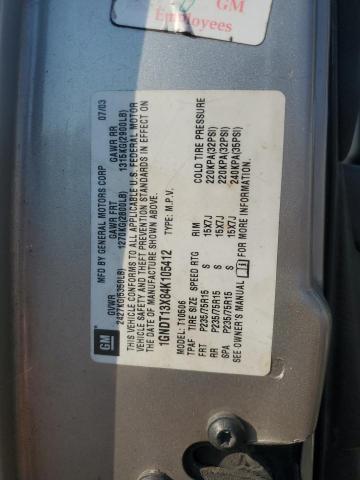 GM
Employees
GM
MFD BY GENERAL MOTORS CORP 07/03
GVWR GAWR FRT GAWR RR
2427KG(5350LB) 1270KG(2800LB) 1315KG(2900LB)
THIS VEHICLE CONFORMS TO ALL APPLICABLE U.S. FEDERAL MOTOR
VEHICLE SAFETY AND THEFT PREVENTION STANDARDS IN EFFECT ON
THE DATE OF MANUFACTURE SHOWN ABOVE.
1GNDT13X84K105412 TYPE: M.P.V.
MODEL: T10506
TPAF TIRE SIZE SPEED RTG RIM COLD TIRE PRESSURE
FRT P235/75R15 S 15X7J 220KPA(32PSI)
RR P235/75R15 S 15X7J 220KPA(32PSI)
SPA P235/75R15 S 15X7J 240KPA(35PSI)
SEE OWNER'S MANUAL FOR MORE INFORMATION.